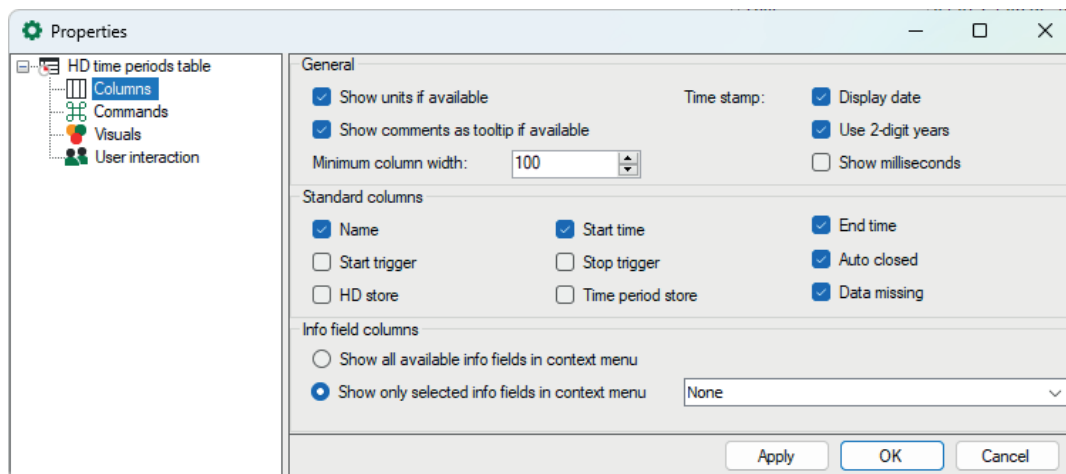 Properties
HD time periods table
Columns
Commands
Visuals
User interaction
General
Show units if available
Time stamp:
Display date
Show comments as tooltip if available
Use 2-digit years
Minimum column width:
100
Show milliseconds
Standard columns
Name
Start time
End time
Start trigger
Stop trigger
Auto closed
HD store
Time period store
Data missing
Info field columns
Show all available info fields in context menu
Show only selected info fields in context menu
None
Apply
OK
Cancel